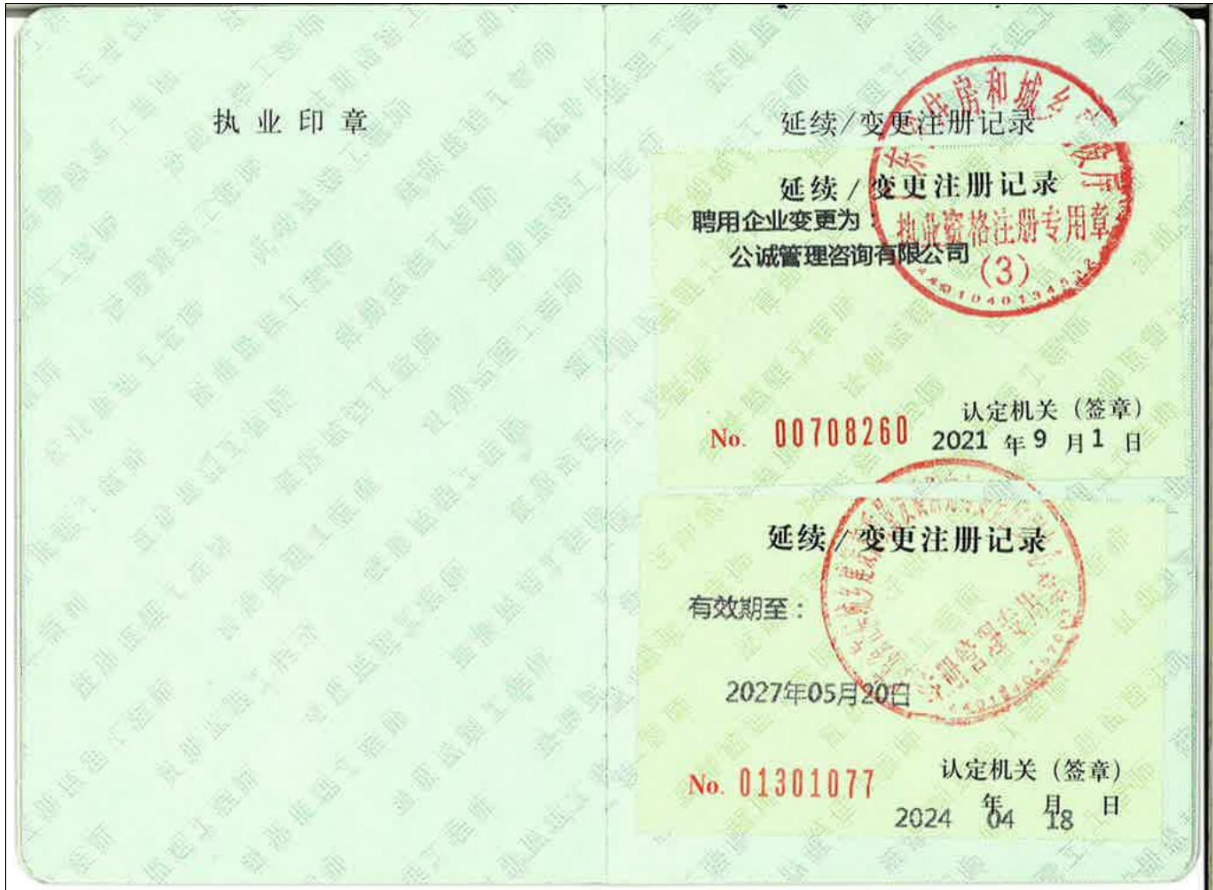 执业印章
延续/变更注册记录
延续/变更注册记录
聘用企业变更为：
公诚管理咨询有限公司
执业资格注册专用章
(3)
认定机关（签章）
No. 00708260
2021 年 9 月 1 日
延续/变更注册记录
有效期至：
2027年05月20日
认定机关（签章）
No. 01301077
年 月 日
2024 04 18